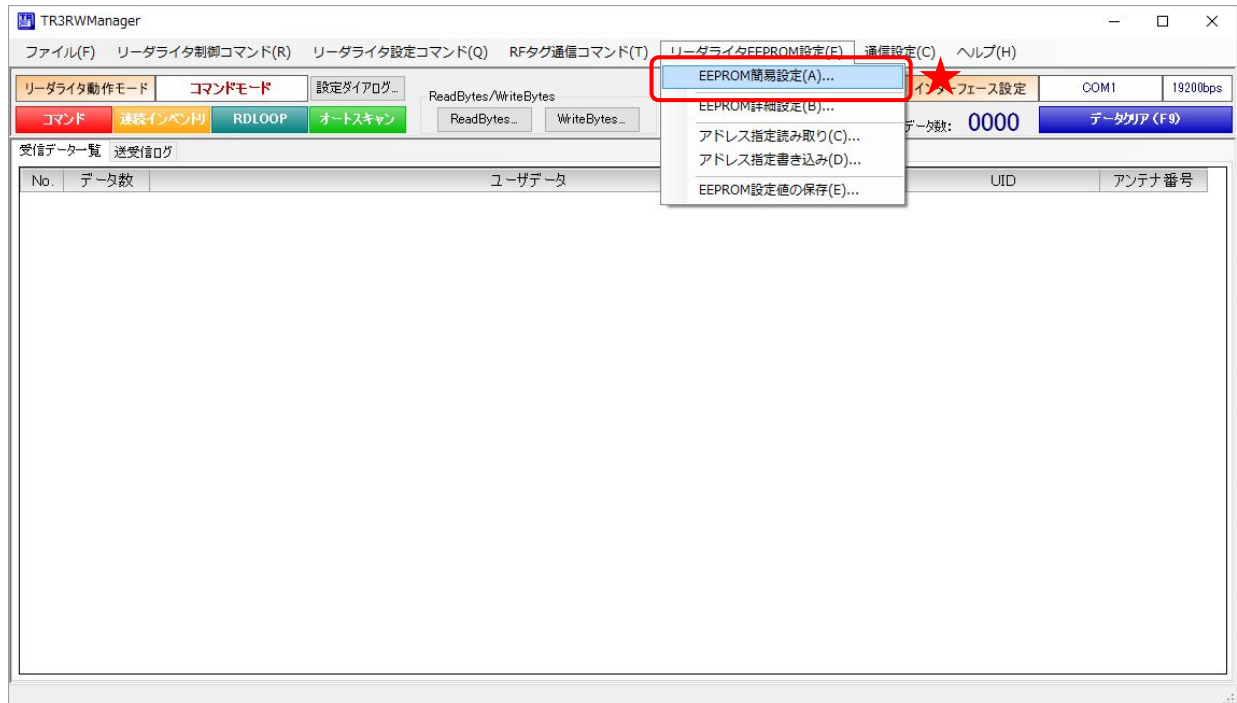 TR3RWManager
ファイル(F) リーダライタ制御コマンド(R) リーダライタ設定コマンド(Q) RFタグ通信コマンド(T) リーダライタEEPROM設定(E) 通信設定(C) ヘルプ(H)
リーダライタ動作モード コマンドモード 設定ダイアログ...
コマンド 連続インベントリ RDLOOP オートスキャン
ReadBytes/WriteBytes
ReadBytes... WriteBytes...
EEPROM簡易設定(A)...
EEPROM詳細設定(B)...
アドレス指定読み取り(C)...
アドレス指定書き込み(D)...
EEPROM設定値の保存(E)...
フェース設定 COM1 19200bps
データ数: 0000 データクリア(F9)
受信データ一覧 送受信ログ
No. データ数 ユーザデータ UID アンテナ番号